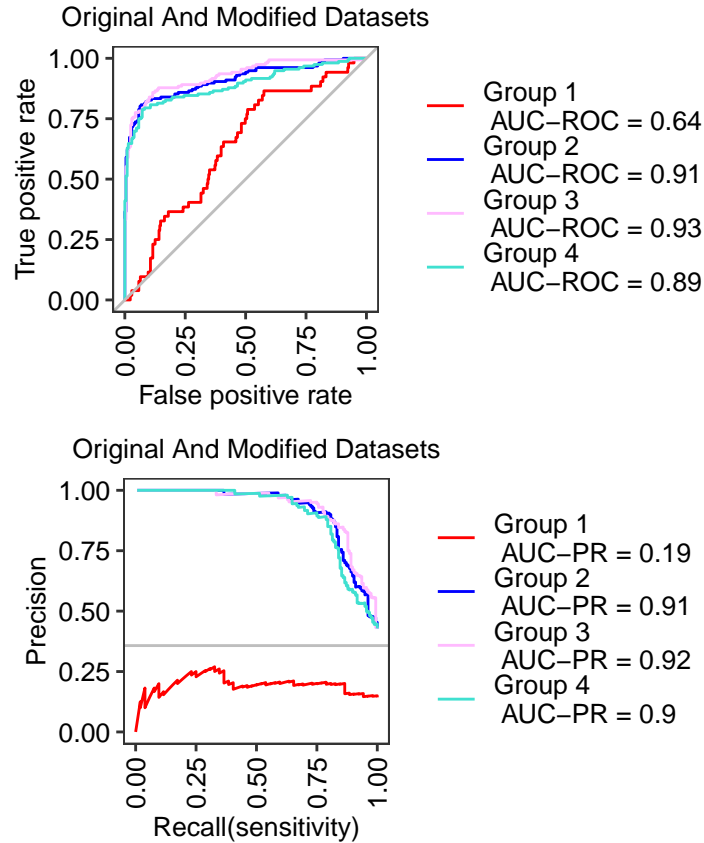 Original And Modified Datasets
True positive rate
1.00
0.75
0.50
0.25
0.00
0.00
0.25
0.50
0.75
1.00
False positive rate
Group 1
AUC−ROC = 0.64
Group 2
AUC−ROC = 0.91
Group 3
AUC−ROC = 0.93
Group 4
AUC−ROC = 0.89
Original And Modified Datasets
Precision
1.00
0.75
0.50
0.25
0.00
0.00
0.25
0.50
0.75
1.00
Recall(sensitivity)
Group 1
AUC−PR = 0.19
Group 2
AUC−PR = 0.91
Group 3
AUC−PR = 0.92
Group 4
AUC−PR = 0.9